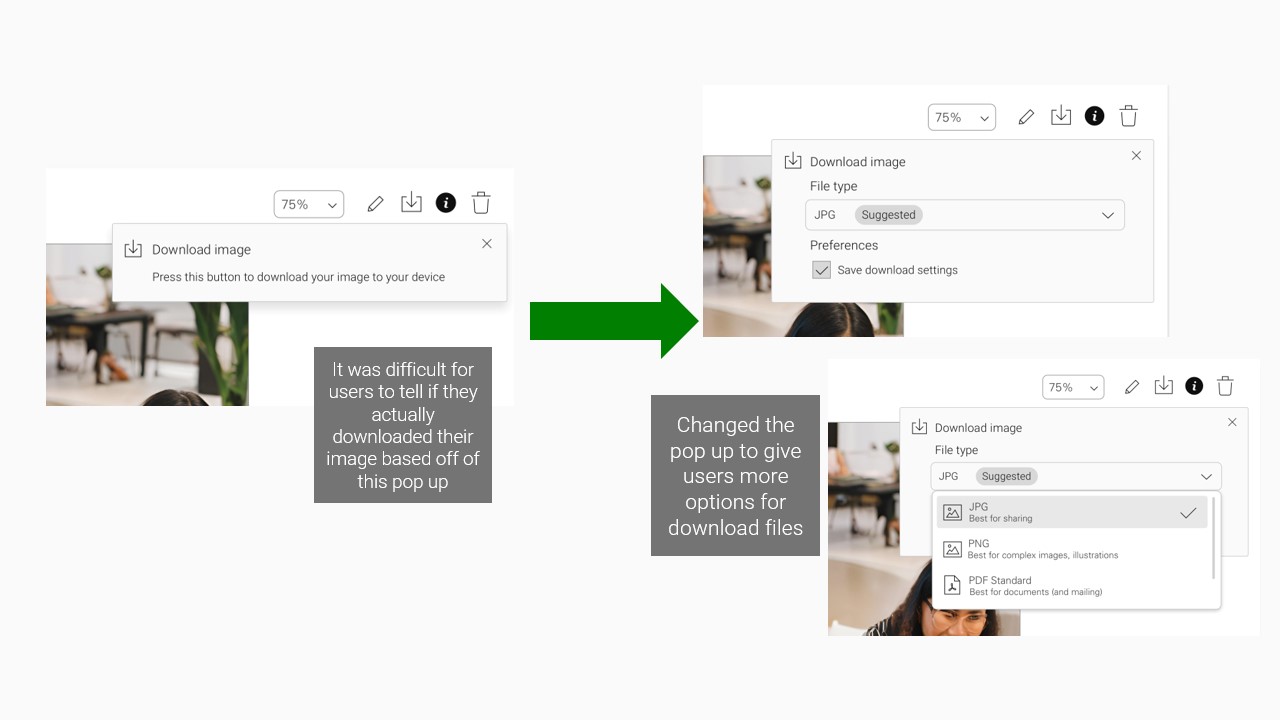 75%
i
Download image
Press this button to download your image to your device
It was difficult for
users to tell if they
actually
downloaded their
image based off of
this pop up
75%
i
Download image
File type
JPG Suggested
Preferences
Save download settings
Changed the
pop up to give
users more
options for
download files
75%
i
Download image
File type
JPG Suggested
JPG
Best for sharing
PNG
Best for complex images, illustrations
PDF Standard
Best for documents (and mailing)